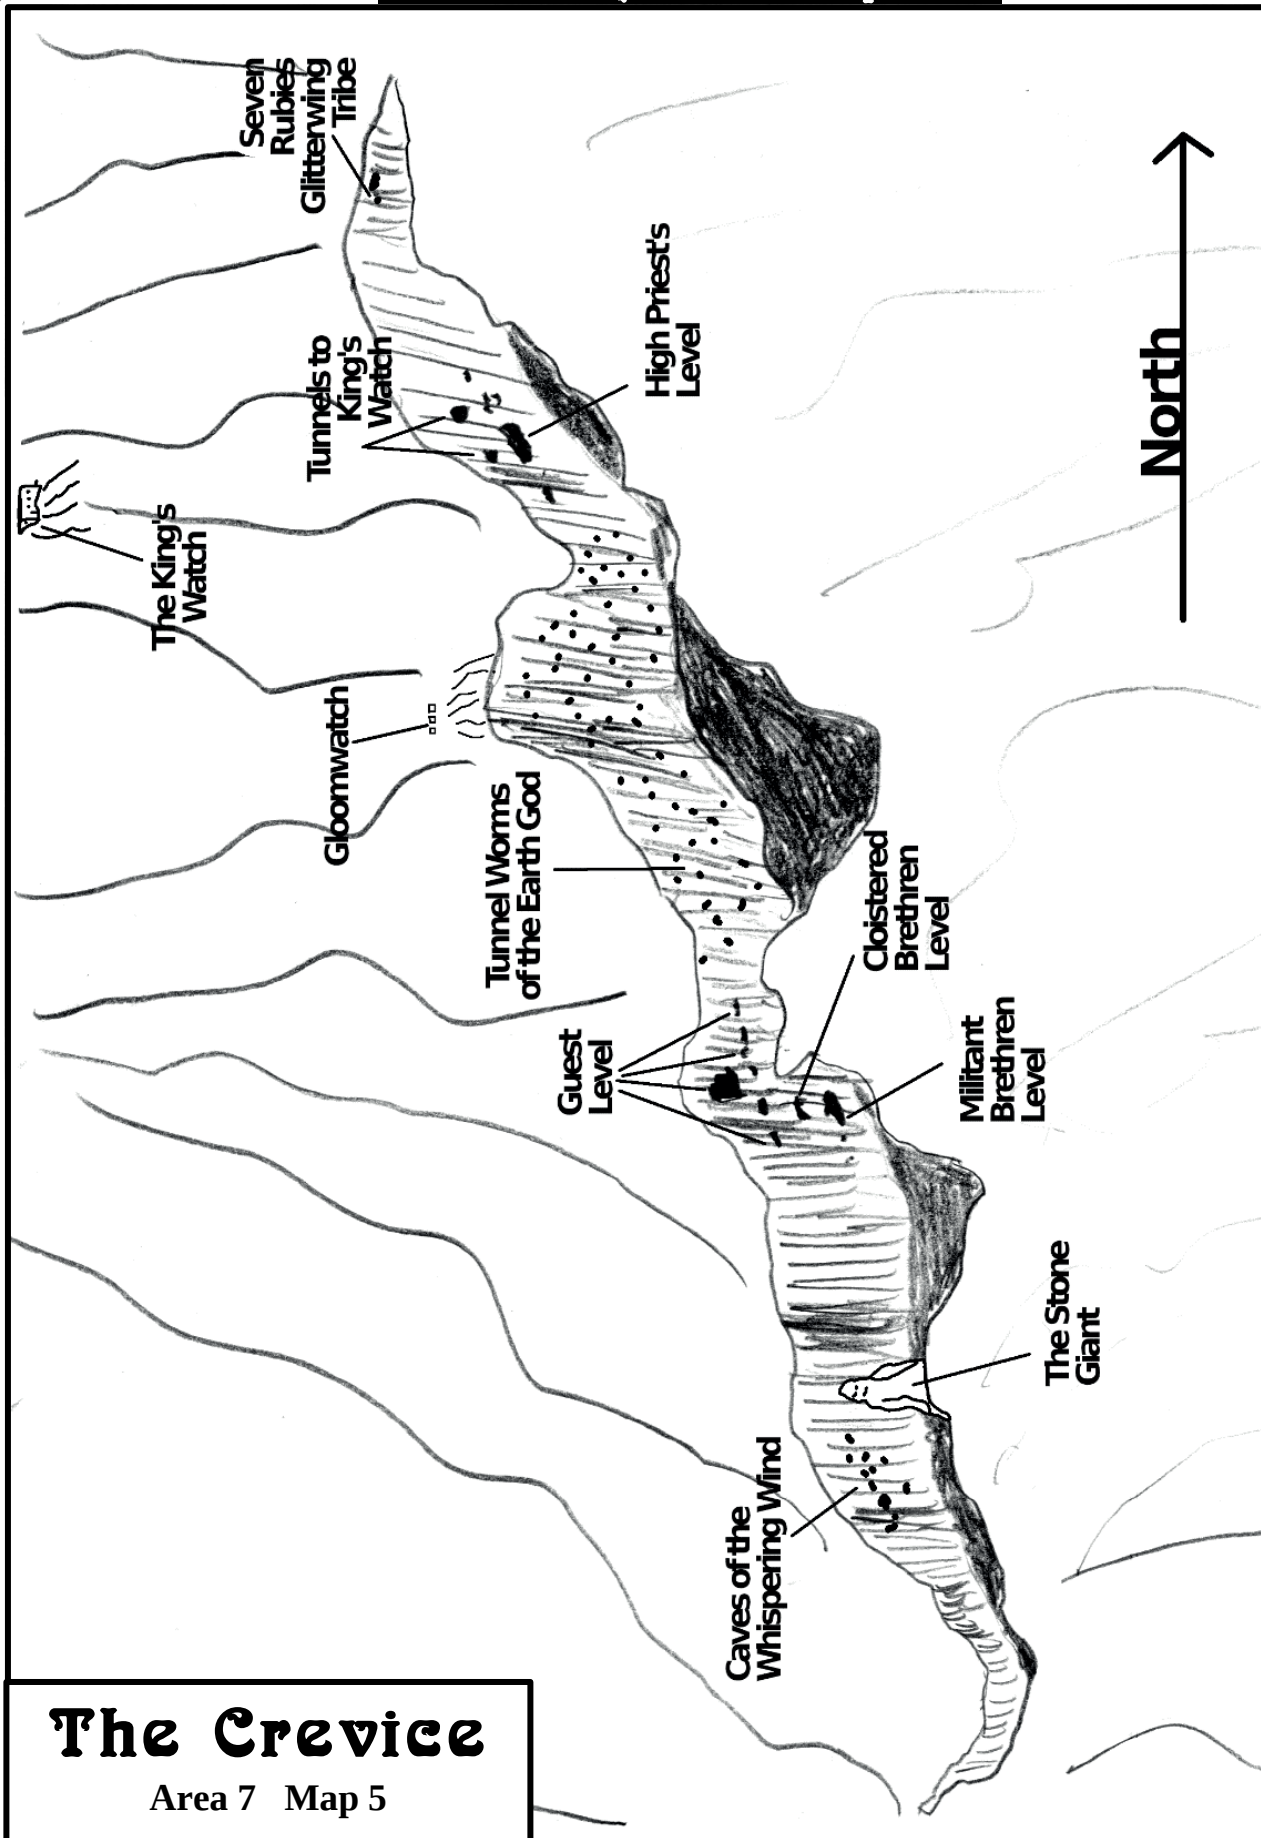 Seven
Rubies
Glitterwing
Tribe
High Priest's
Level
Tunnels to
King's
Watch
North
The King's
Watch
Gloomwatch
Tunnel Worms
of the Earth God
Cloistered
Brethren
Level
Guest
Level
Militant
Brethren
Level
The Stone
Giant
Caves of the
Whispering Wind
The Crevice
Area 7 Map 5